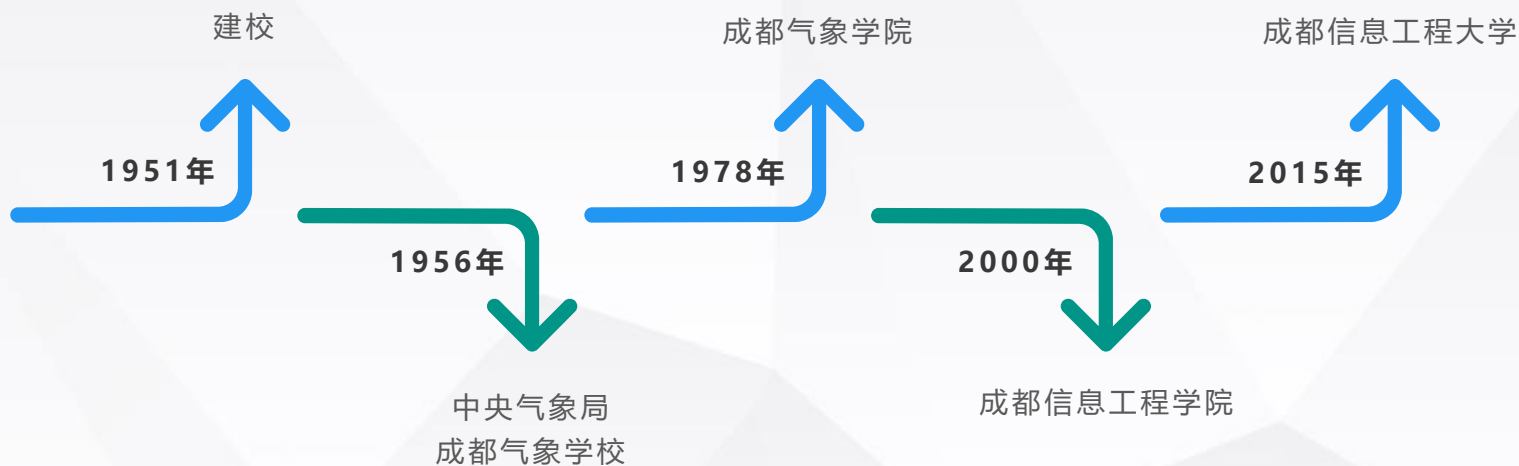 建校
1951年
1956年
中央气象局
成都气象学校
成都气象学院
1978年
2000年
成都信息工程学院
成都信息工程大学
2015年